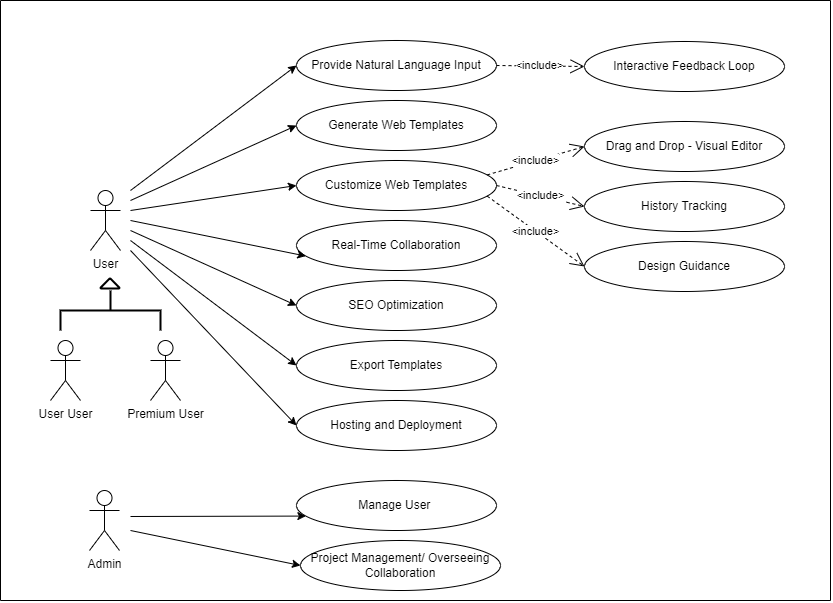 Provide Natural Language Input
<include>
Interactive Feedback Loop
Generate Web Templates
Customize Web Templates
<include>
Drag and Drop - Visual Editor
<include>
History Tracking
<include>
Design Guidance
User
Real-Time Collaboration
SEO Optimization
Export Templates
User User
Premium User
Hosting and Deployment
Admin
Manage User
Project Management/ Overseeing
Collaboration